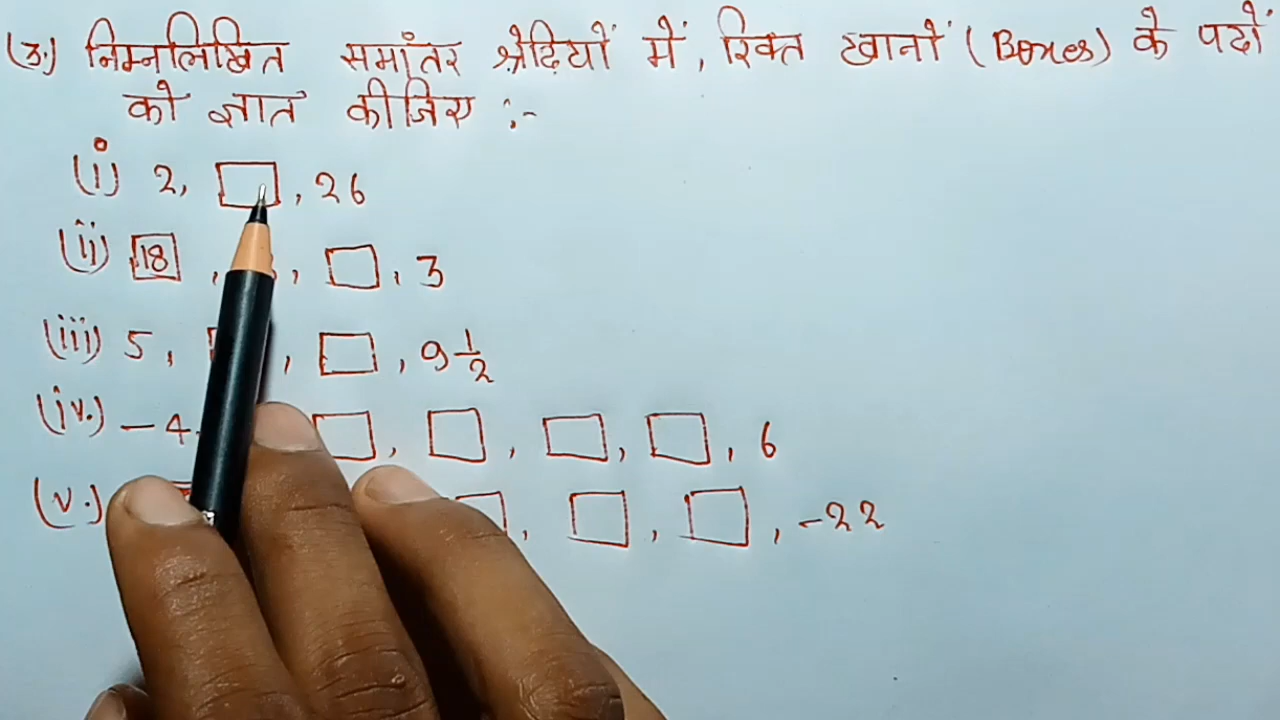 (3.) निम्नलिखित समांतर श्रेढ़ियों में, रिक्त खानों (Boxes) के पदों
को ज्ञात कीजिए :-
(i) 2, □, 26
(ii) 18, , □, 3
(iii) 5, , □, 9 1/2
(iv.) -4, □, □, □, □, 6
(v.) □, □, □, -22